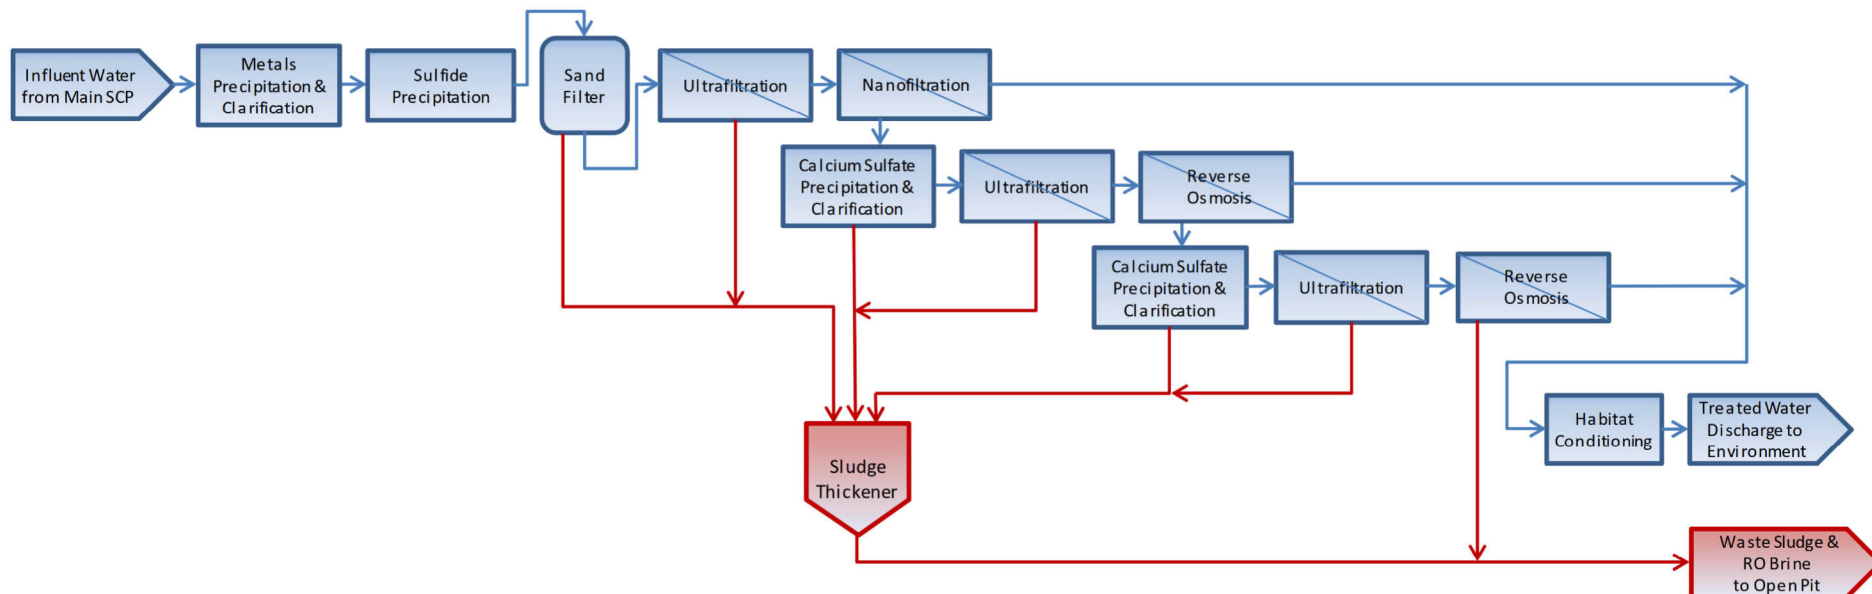 Influent Water
from Main SCP
Metals
Precipitation &
Clarification
Sulfide
Precipitation
Sand
Filter
Ultrafiltration
Nanofiltration
Calcium Sulfate
Precipitation &
Clarification
Ultrafiltration
Reverse
Osmosis
Calcium Sulfate
Precipitation &
Clarification
Ultrafiltration
Reverse
Osmosis
Habitat
Conditioning
Treated Water
Discharge to
Environment
Sludge
Thickener
Waste Sludge &
RO Brine
to Open Pit